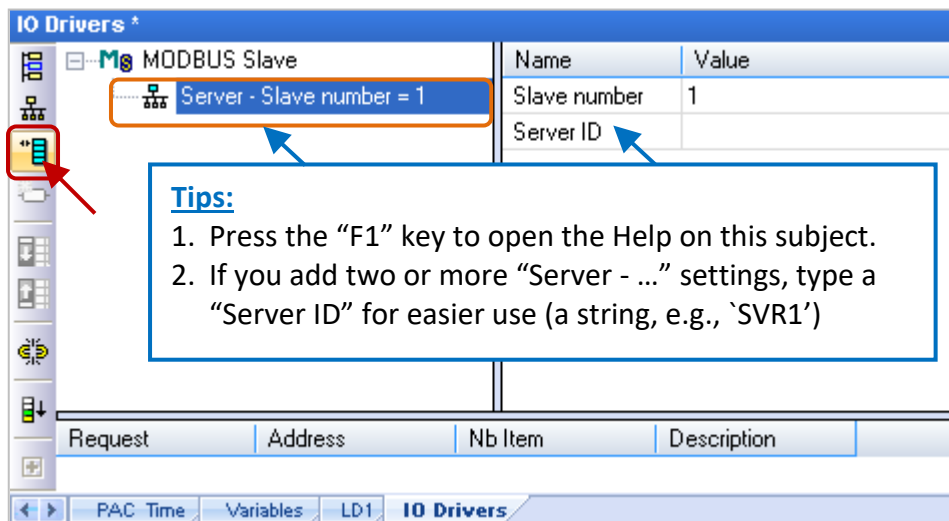 IO Drivers *
MODBUS Slave
Server - Slave number = 1
Name Value
Slave number 1
Server ID
Tips:
1. Press the “F1” key to open the Help on this subject.
2. If you add two or more “Server - …” settings, type a
“Server ID” for easier use (a string, e.g., `SVR1’)
Request Address Nb Item Description
PAC Time Variables LD1 IO Drivers